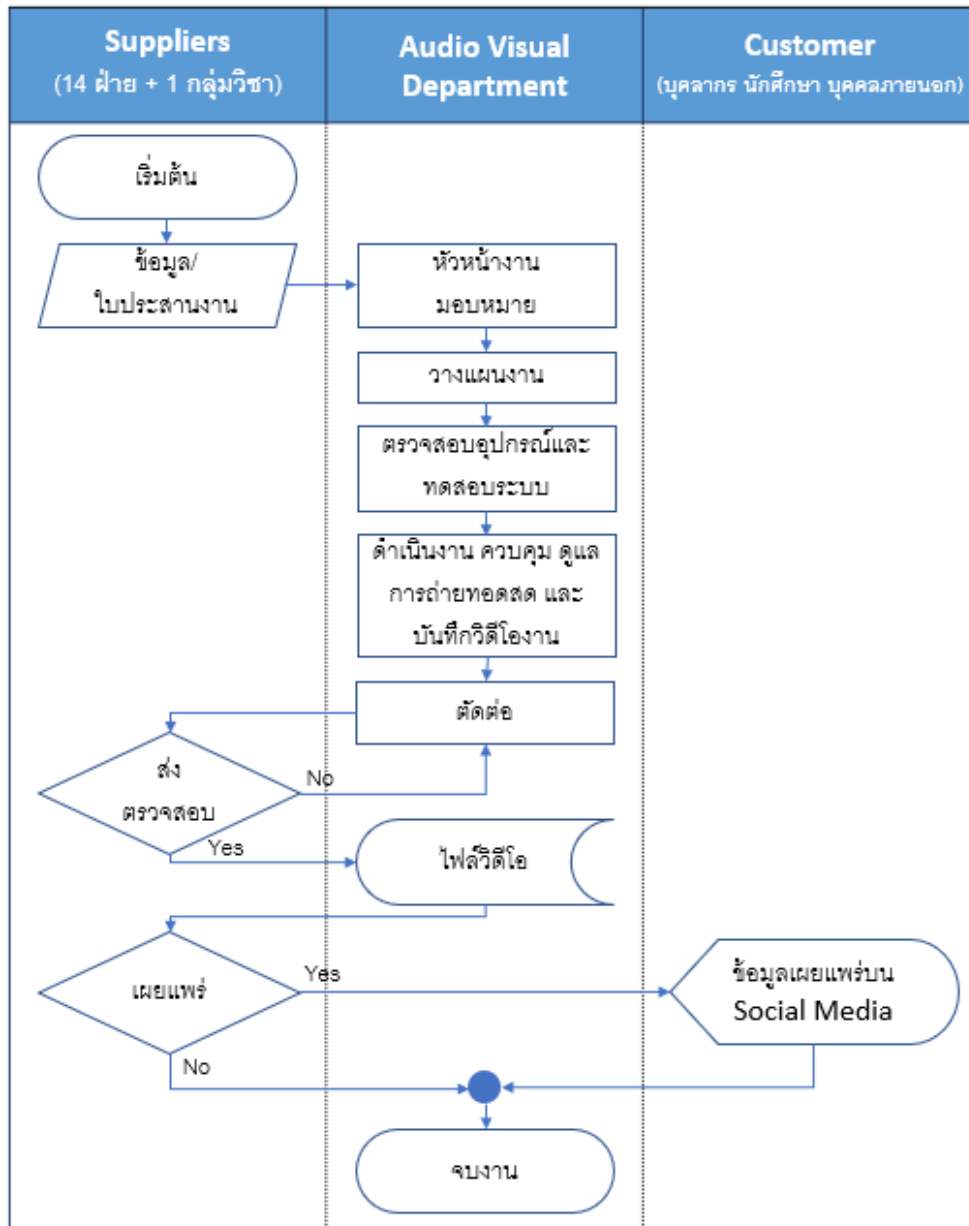 Suppliers
(14 ฝ่าย + 1 กลุ่มวิชา)
Audio Visual
Department
Customer
(บุคลากร นักศึกษา บุคคลภายนอก)
เริ่มต้น
ข้อมูล/
ใบประสานงาน
หัวหน้างาน
มอบหมาย
วางแผนงาน
ตรวจสอบอุปกรณ์และ
ทดสอบระบบ
ดำเนินงาน ควบคุม ดูแล
การถ่ายทอดสด และ
บันทึกวิดีโองาน
ตัดต่อ
ส่ง
ตรวจสอบ
No
Yes
ไฟล์วิดีโอ
เผยแพร่
Yes
ข้อมูลเผยแพร่บน
Social Media
No
จบงาน